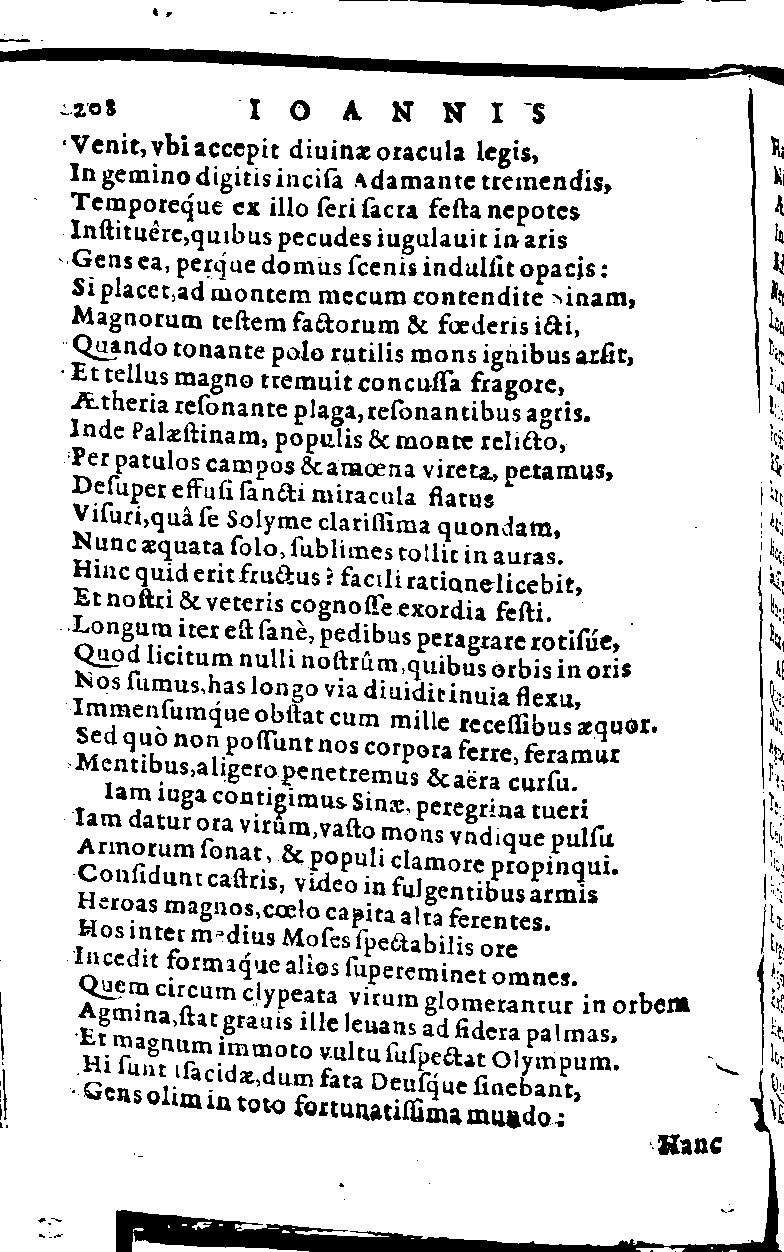 208 IOANNIS
Venit, vbi accepit diuinæ oracula legis,
In gemino digitis inciſa Adamante tremendis,
Temporeq́ue ex illo ſeri ſacra feſta nepotes
Inſtituêre,quibus pecudes iugulauit in aris
Gens ea, perq́ue domus ſcenis indulſit opacis:
Si placet,ad montem mecum contendite Sinam,
Magnorum teſtem factorum & fœderis icti,
Quando tonante polo rutilis mons ignibus arſit,
Et tellus magno tremuit concuſſa fragore,
Ætheria reſonante plaga,reſonantibus agris.
Inde Palæſtinam, populis & monte relicto,
Per patulos campos & amœna vireta, petamus,
Deſuper effuſi ſancti miracula flatus
Viſuri,quâ ſe Solyme clariſſima quondam,
Nunc æquata ſolo, ſublimes tollit in auras.
Hinc quid erit fructus? facili ratione licebit,
Et noſtri & veteris cognoſſe exordia feſti.
Longum iter eſt ſanè, pedibus peragrare rotiſúe,
Quod licitum nulli noſtrûm,quibus orbis in oris
Nos ſumus,has longo via diuidit inuia flexu,
Immenſumq́ue obſtat cum mille receſſibus æquor.
Sed quò non poſſunt nos corpora ferre, feramur
Mentibus,aligero penetremus & aëra curſu.
Iam iuga contigimus Sinæ, peregrina tueri
Iam datur ora virûm,vaſto mons vndique pulſu
Armorum ſonat, & populi clamore propinqui.
Conſidunt caſtris, video in fulgentibus armis
Heroas magnos,cœlo capita alta ferentes.
Hos inter medius Moſes ſpectabilis ore
Incedit formaq́ue alios ſupereminet omnes.
Quem circum clypeata virum glomerantur in orbem
Agmina,ſtat grauis ille leuans ad ſidera palmas,
Et magnum immoto vultu ſuſpectat Olympum.
Hi ſunt Iſacidæ,dum fata Deuſq́ue ſinebant,
Gens olim in toto fortunatiſſima mundo:
Hanc